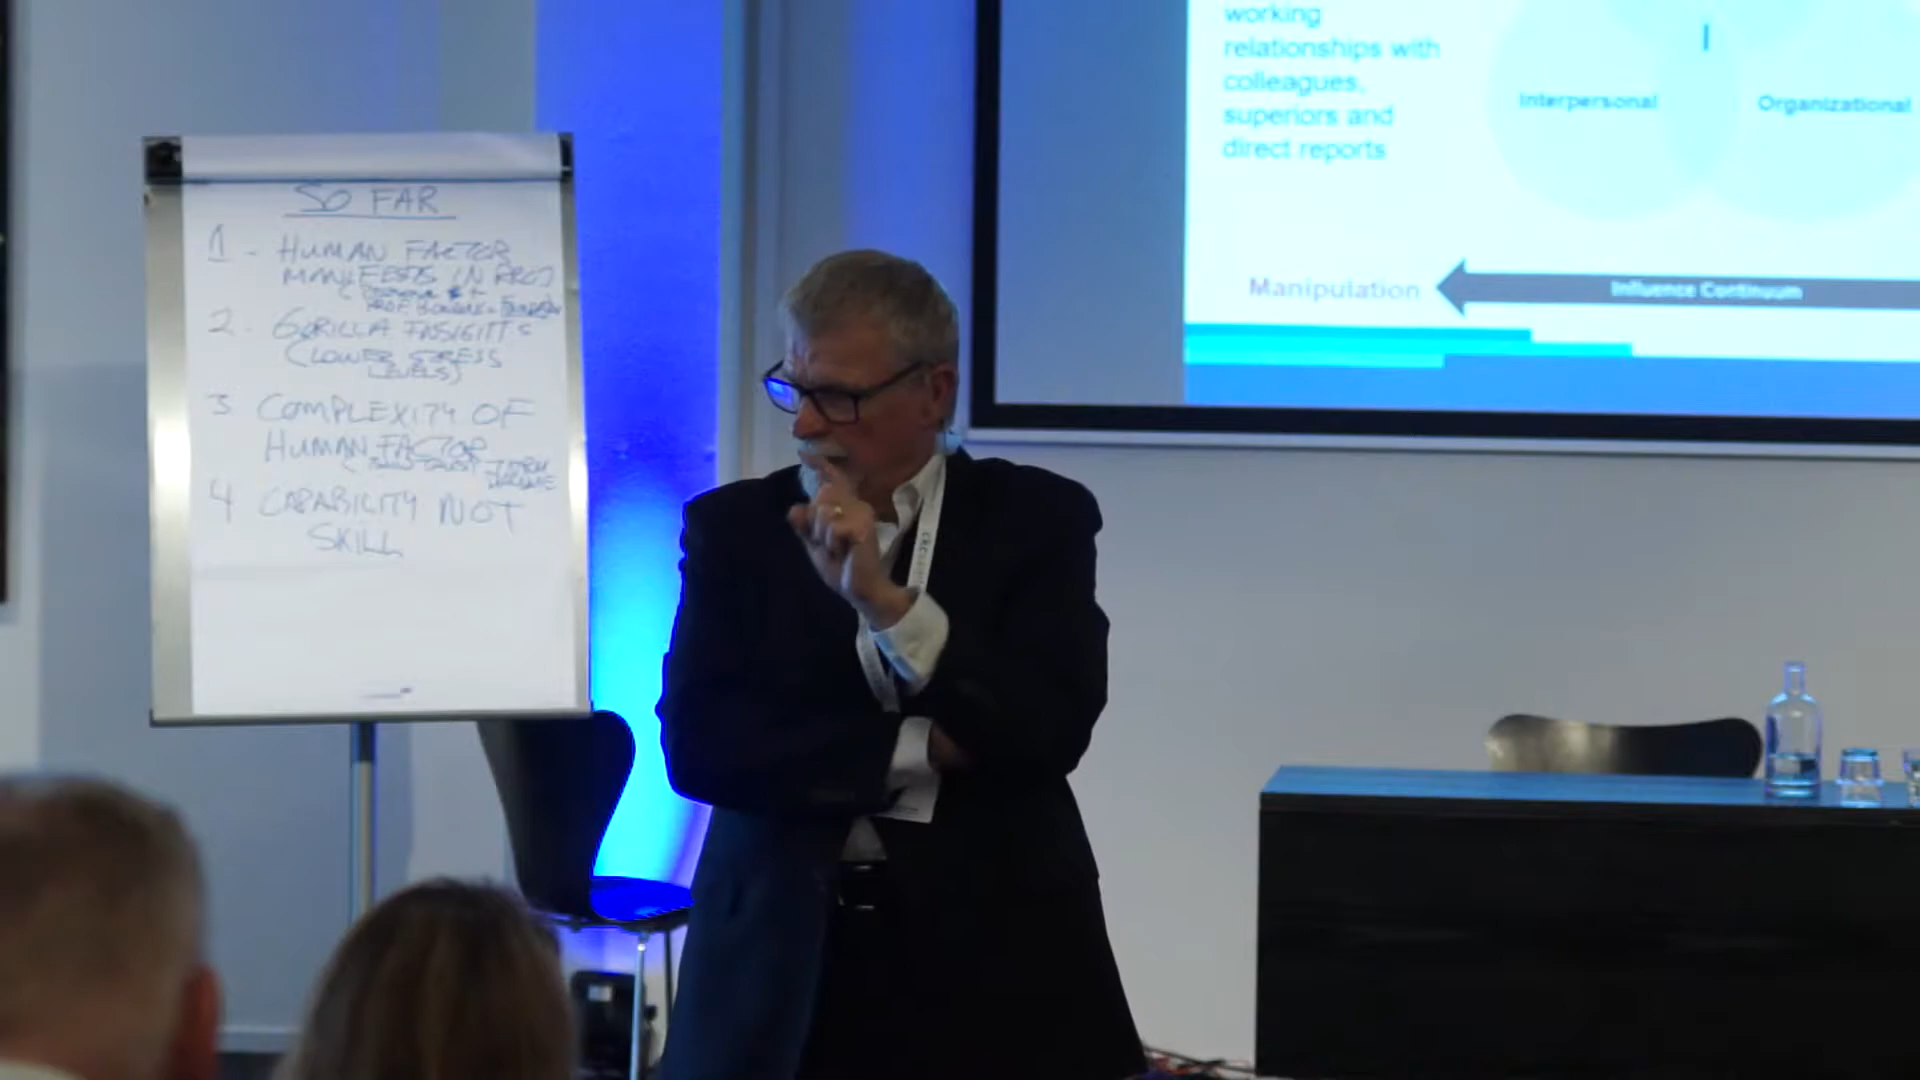 SO FAR
1 - HUMAN FACTOR
MANIFESTS IN PROJ
2 - GORILLA INSIGHTS
(LOWER STRESS
LEVELS)
3 COMPLEXITY OF
HUMAN FACTOR
4 CAPABILITY NOT
SKILL
working
relationships with
colleagues,
superiors and
direct reports
Interpersonal
Organizational
Manipulation
Influence Continuum